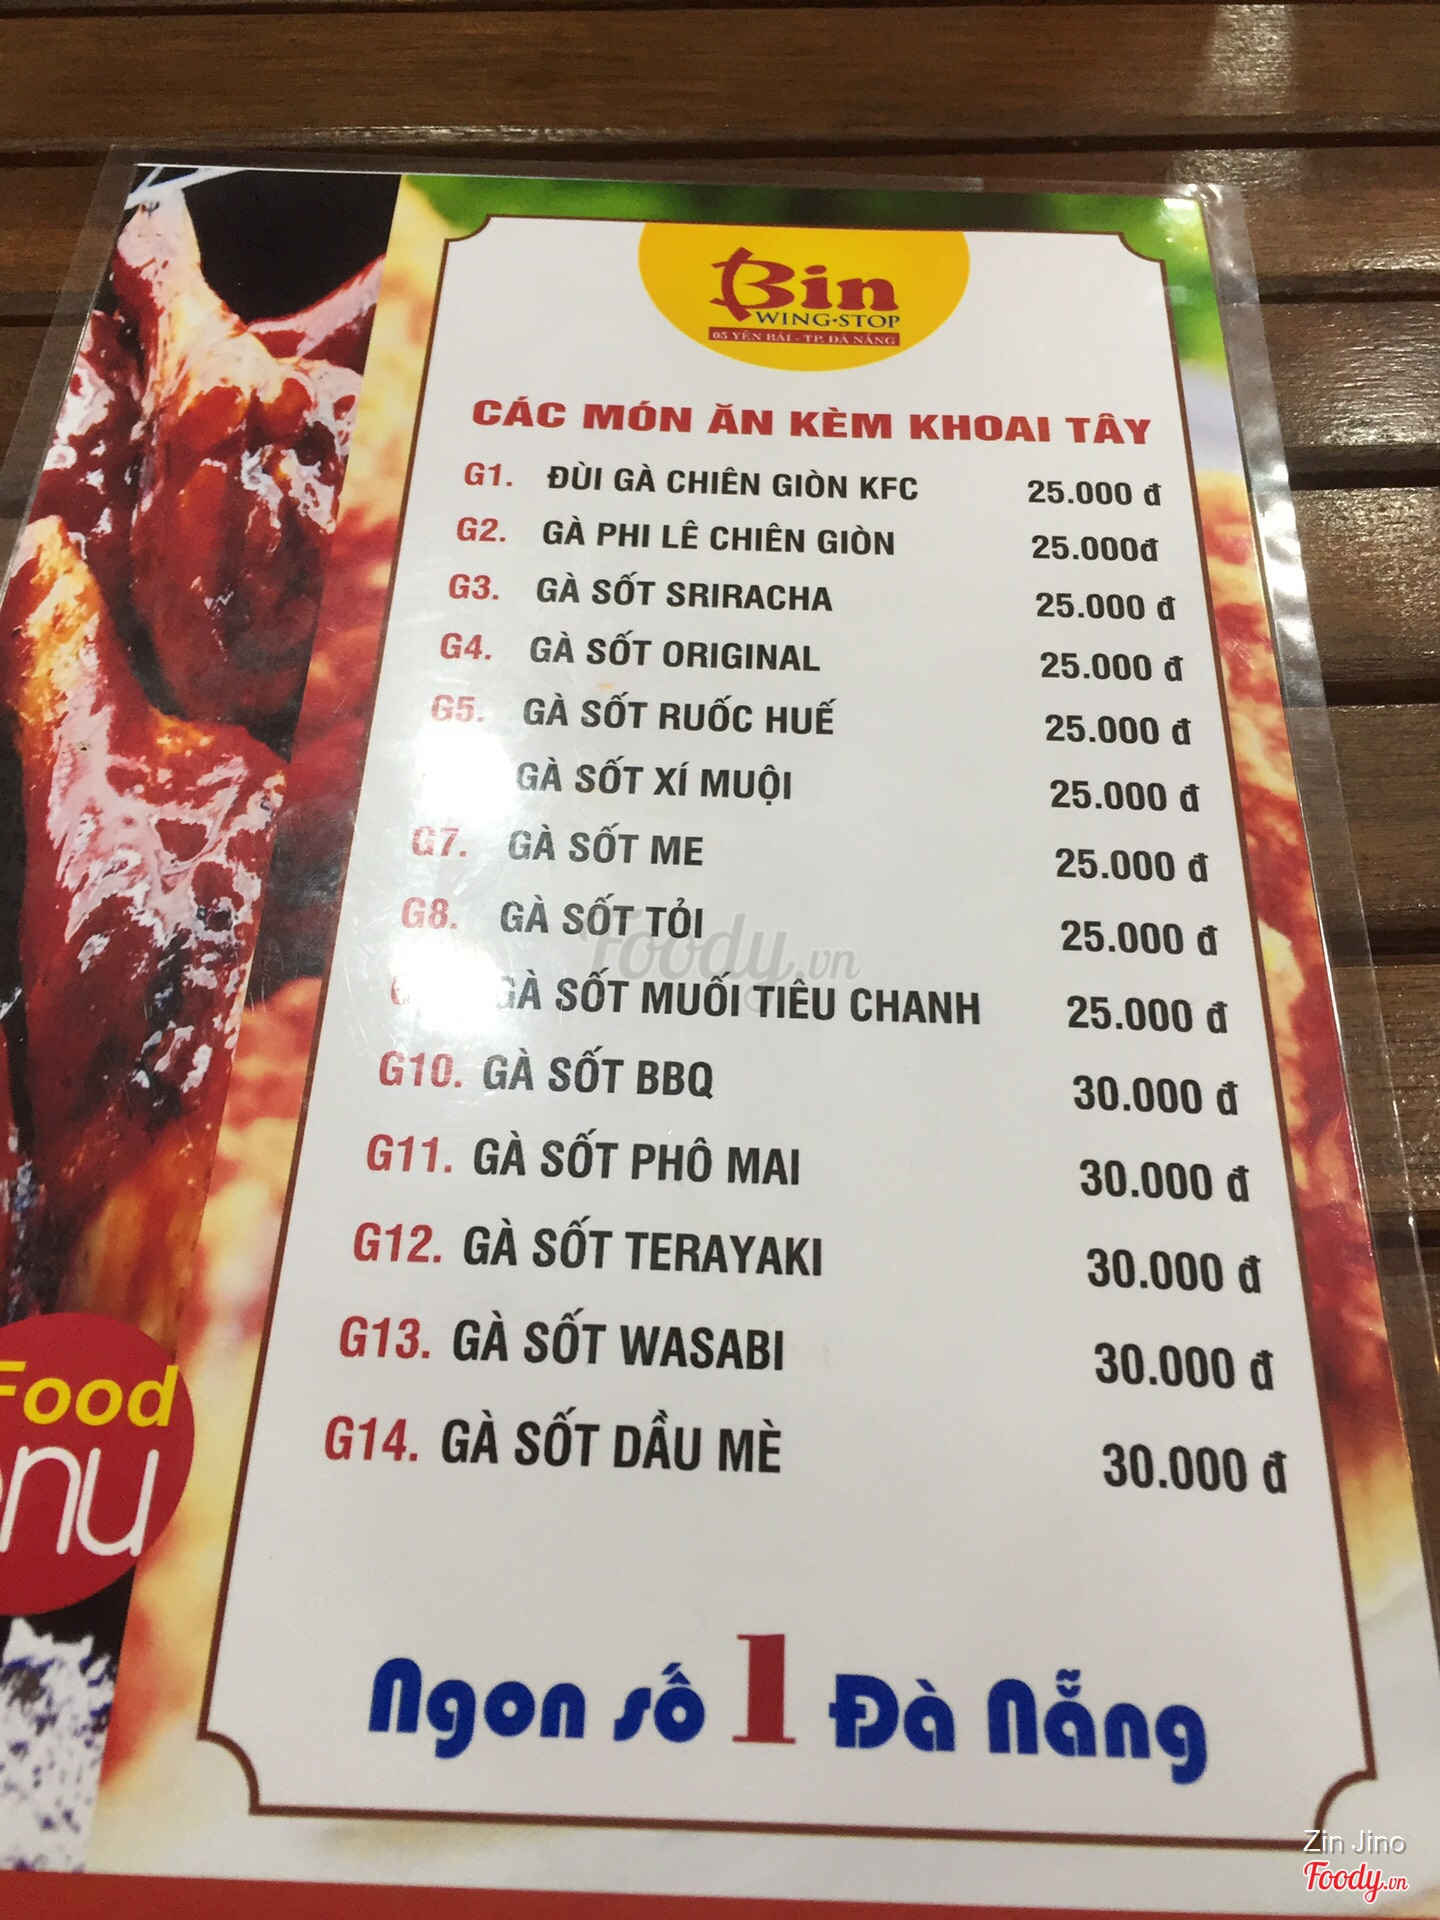 Bin
WING·STOP
05 YÊN BÁI - TP. ĐÀ NẴNG
CÁC MÓN ĂN KÈM KHOAI TÂY
G1. ĐÙI GÀ CHIÊN GIÒN KFC 25.000 đ
G2. GÀ PHI LÊ CHIÊN GIÒN 25.000đ
G3. GÀ SỐT SRIRACHA 25.000 đ
G4. GÀ SỐT ORIGINAL 25.000 đ
G5. GÀ SỐT RUỐC HUẾ 25.000 đ
GÀ SỐT XÍ MUỘI 25.000 đ
G7. GÀ SỐT ME 25.000 đ
G8. GÀ SỐT TỎI 25.000 đ
GÀ SỐT MUỐI TIÊU CHANH 25.000 đ
G10. GÀ SỐT BBQ 30.000 đ
G11. GÀ SỐT PHÔ MAI 30.000 đ
G12. GÀ SỐT TERAYAKI 30.000 đ
G13. GÀ SỐT WASABI 30.000 đ
G14. GÀ SỐT DẦU MÈ 30.000 đ
Food
enu
Ngon số 1 Đà Nẵng
Foody.vn
Zin Jino
Foody.vn